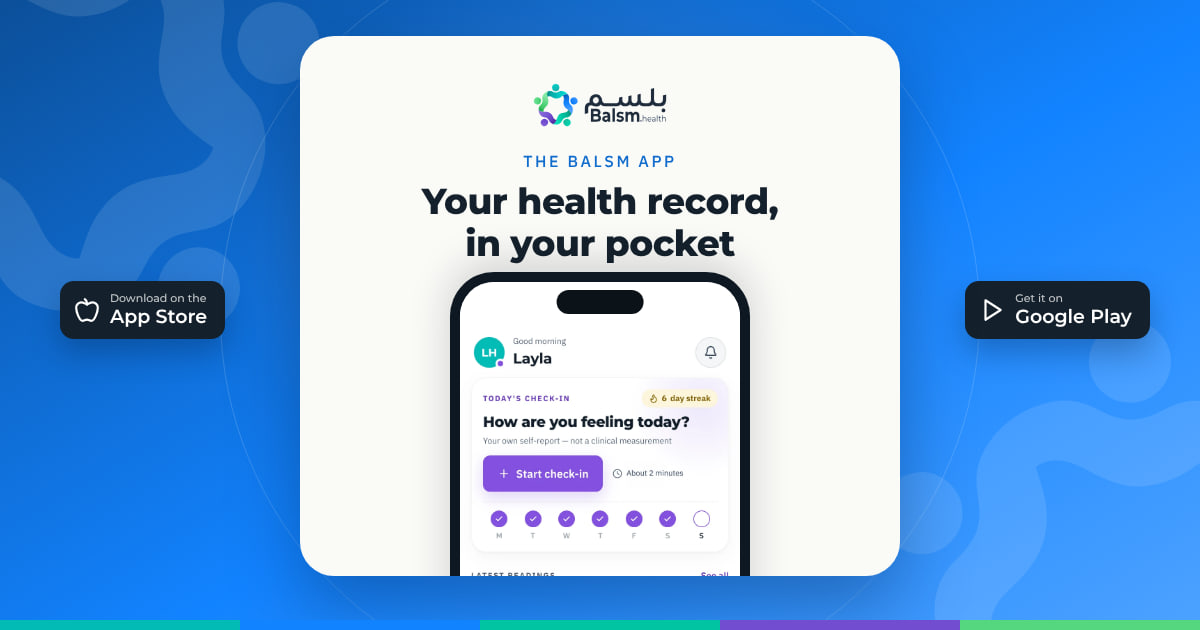 بلسم
Balsm.health
THE BALSM APP
Your health record,
in your pocket
Download on the
App Store
Get it on
Google Play
LH
Good morning
Layla
TODAY'S CHECK-IN
6 day streak
How are you feeling today?
Your own self-report — not a clinical measurement
+ Start check-in
About 2 minutes
M T W T F S S
LATEST READINGS
See all